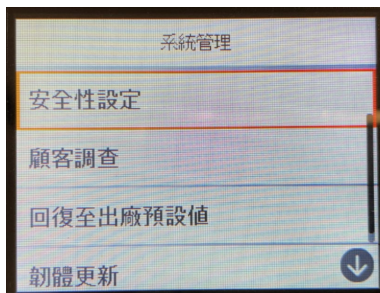 系統管理
安全性設定
顧客調查
回復至出廠預設值
韌體更新